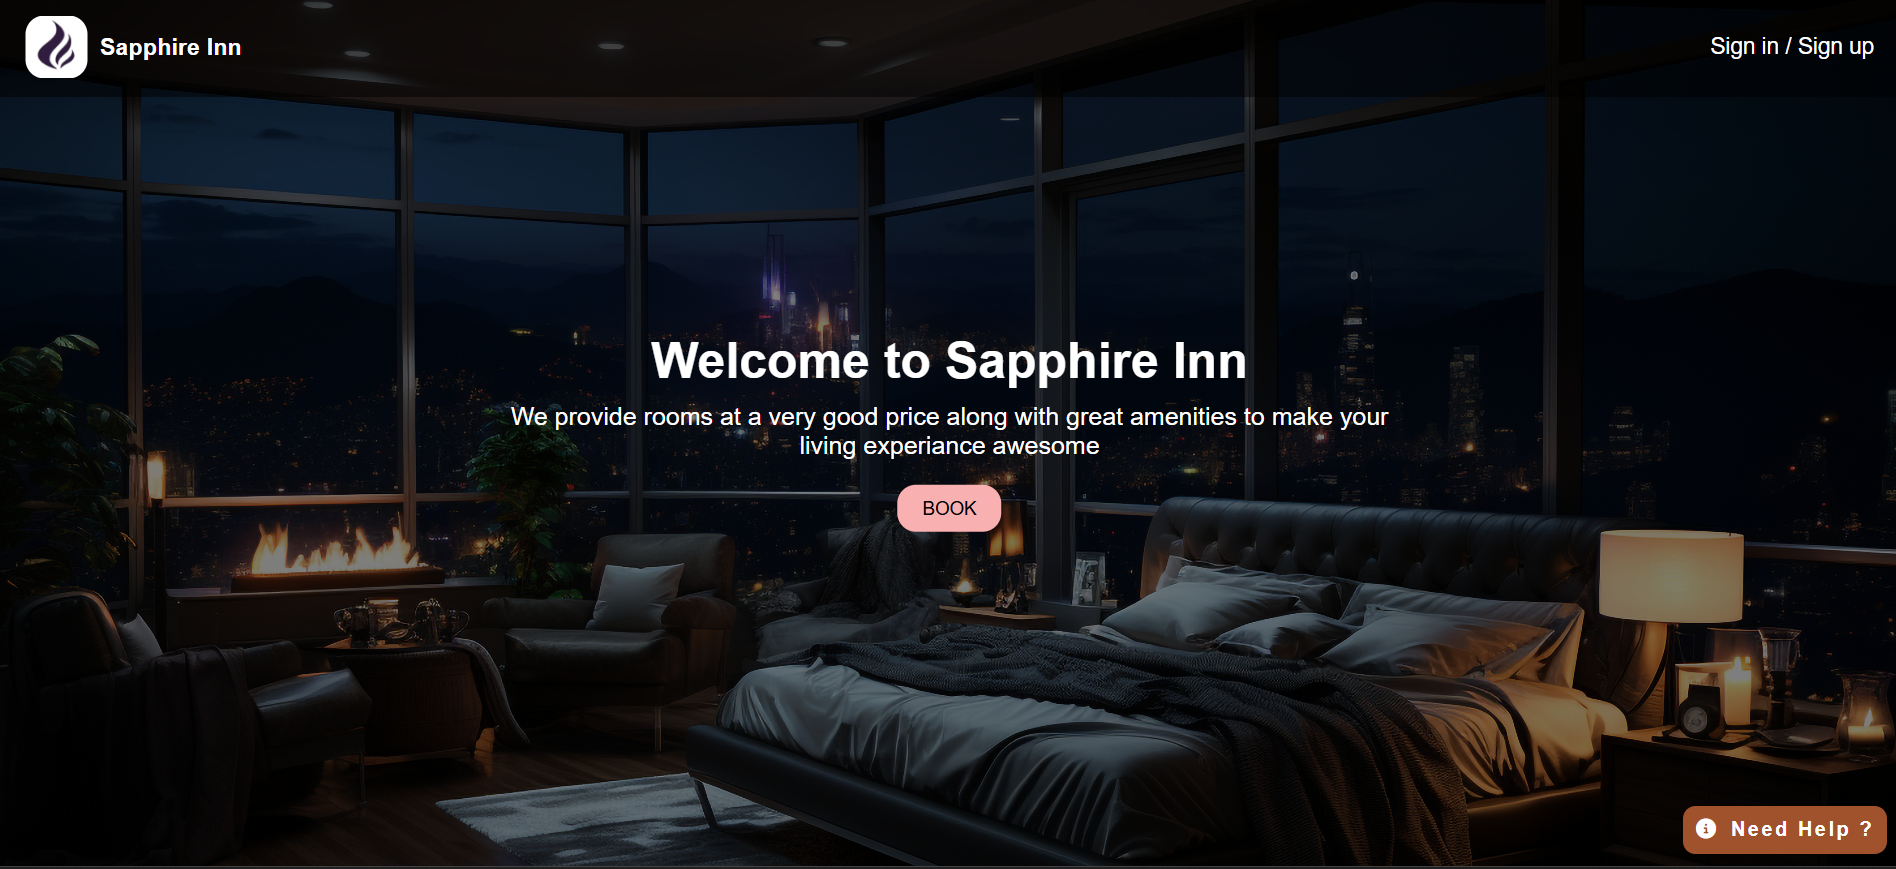 Sapphire Inn
Sign in / Sign up
Welcome to Sapphire Inn
We provide rooms at a very good price along with great amenities to make your
living experiance awesome
BOOK
Need Help ?